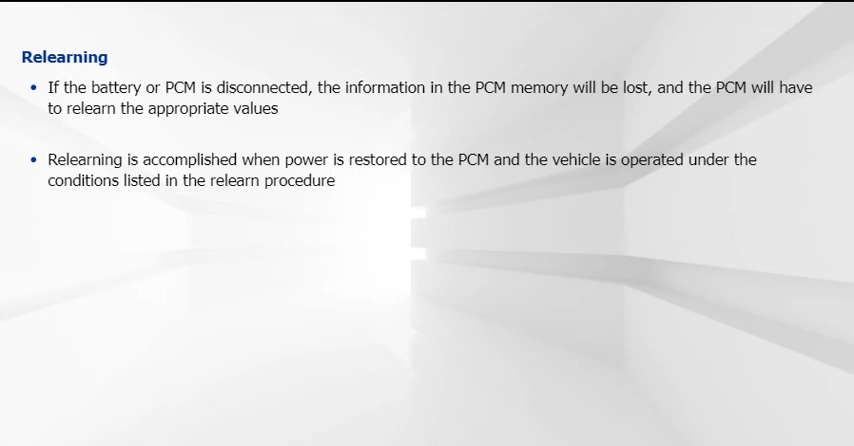 Relearning
• If the battery or PCM is disconnected, the information in the PCM memory will be lost, and the PCM will have
to relearn the appropriate values
• Relearning is accomplished when power is restored to the PCM and the vehicle is operated under the
conditions listed in the relearn procedure